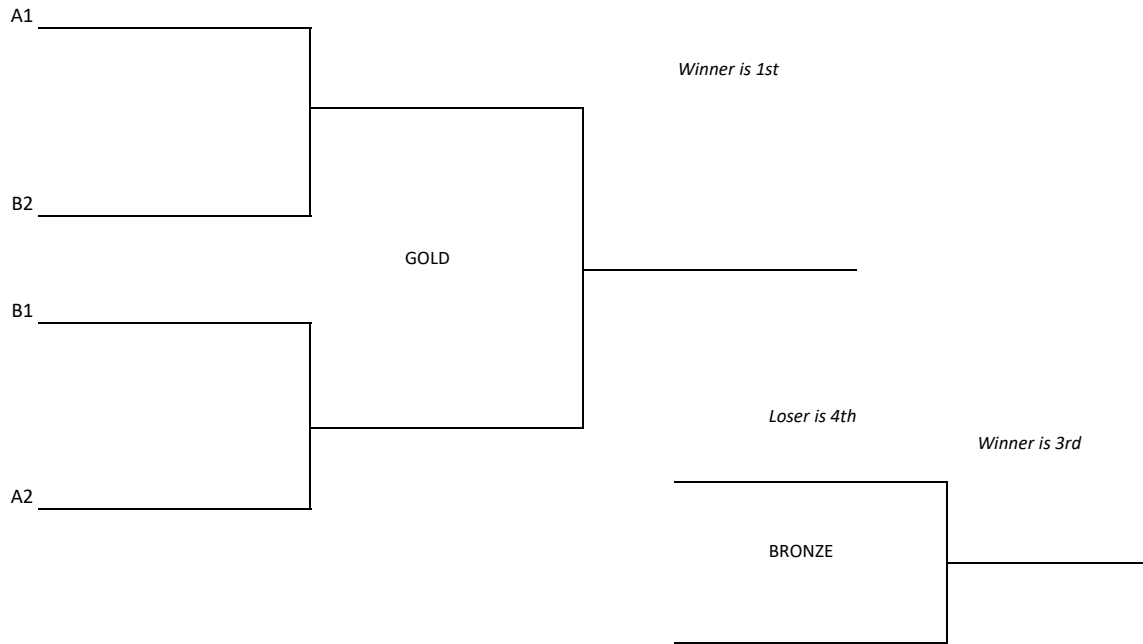 A1
Winner is 1st
B2
GOLD
B1
Loser is 4th
Winner is 3rd
A2
BRONZE